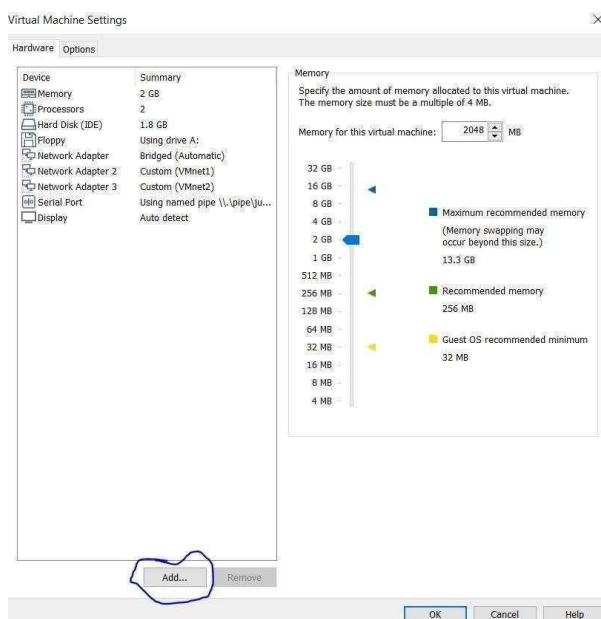 Virtual Machine Settings
Hardware Options
Device Summary
Memory 2 GB
Processors 2
Hard Disk (IDE) 1.8 GB
Floppy Using drive A:
Network Adapter Bridged (Automatic)
Network Adapter 2 Custom (VMnet1)
Network Adapter 3 Custom (VMnet2)
Serial Port Using named pipe \\.\pipe\ju...
Display Auto detect
Add... Remove
Memory
Specify the amount of memory allocated to this virtual machine.
The memory size must be a multiple of 4 MB.
Memory for this virtual machine: 2048 MB
32 GB
16 GB
8 GB
4 GB
2 GB
1 GB
512 MB
256 MB
128 MB
64 MB
32 MB
16 MB
8 MB
4 MB
Maximum recommended memory
(Memory swapping may
occur beyond this size.)
13.3 GB
Recommended memory
256 MB
Guest OS recommended minimum
32 MB
OK Cancel Help